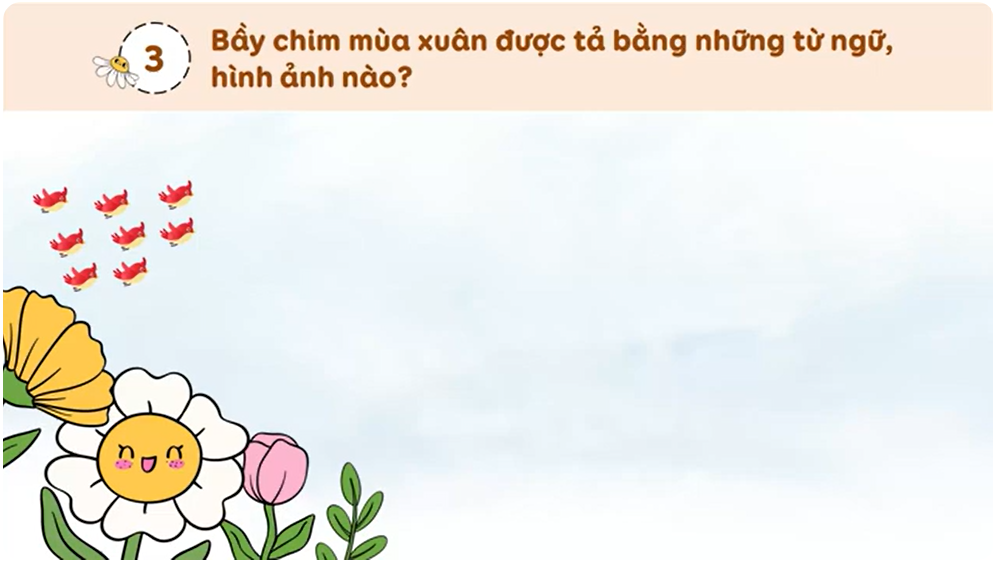 3
Bầy chim mùa xuân được tả bằng những từ ngữ,
hình ảnh nào?